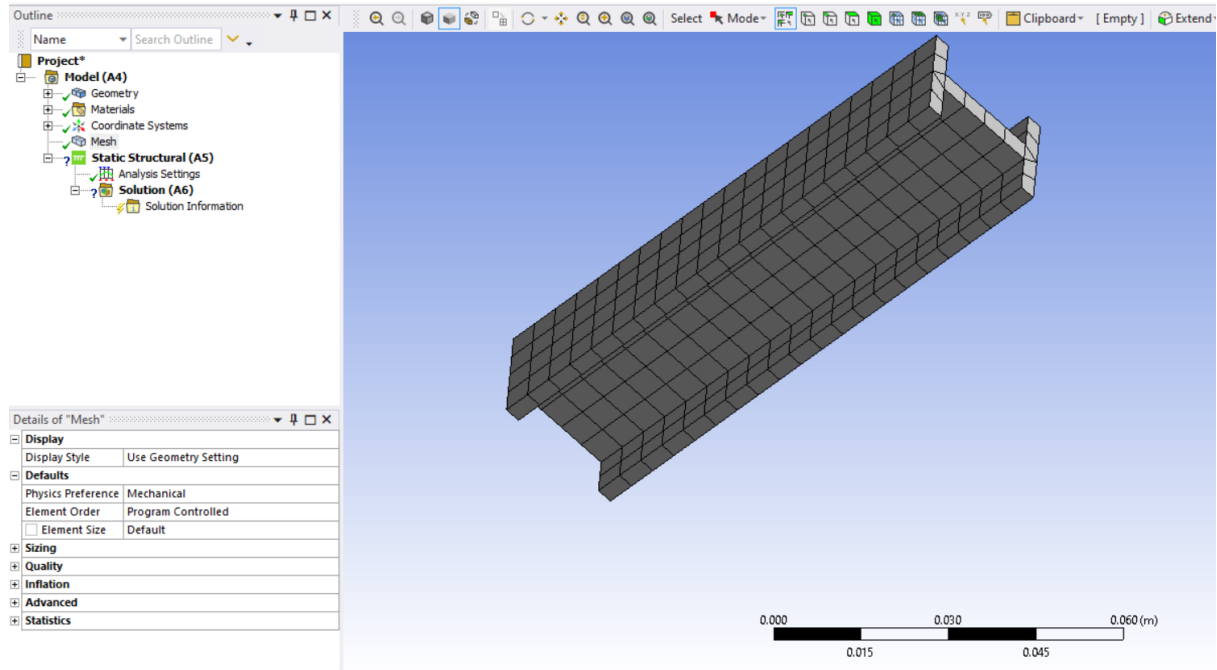 Outline
Select Mode Clipboard [ Empty ] Extend
Name Search Outline
Project*
Model (A4)
Geometry
Materials
Coordinate Systems
Mesh
Static Structural (A5)
Analysis Settings
Solution (A6)
Solution Information
Details of "Mesh"
Display
Display Style Use Geometry Setting
Defaults
Physics Preference Mechanical
Element Order Program Controlled
Element Size Default
Sizing
Quality
Inflation
Advanced
Statistics
0.000 0.030 0.060 (m)
0.015 0.045